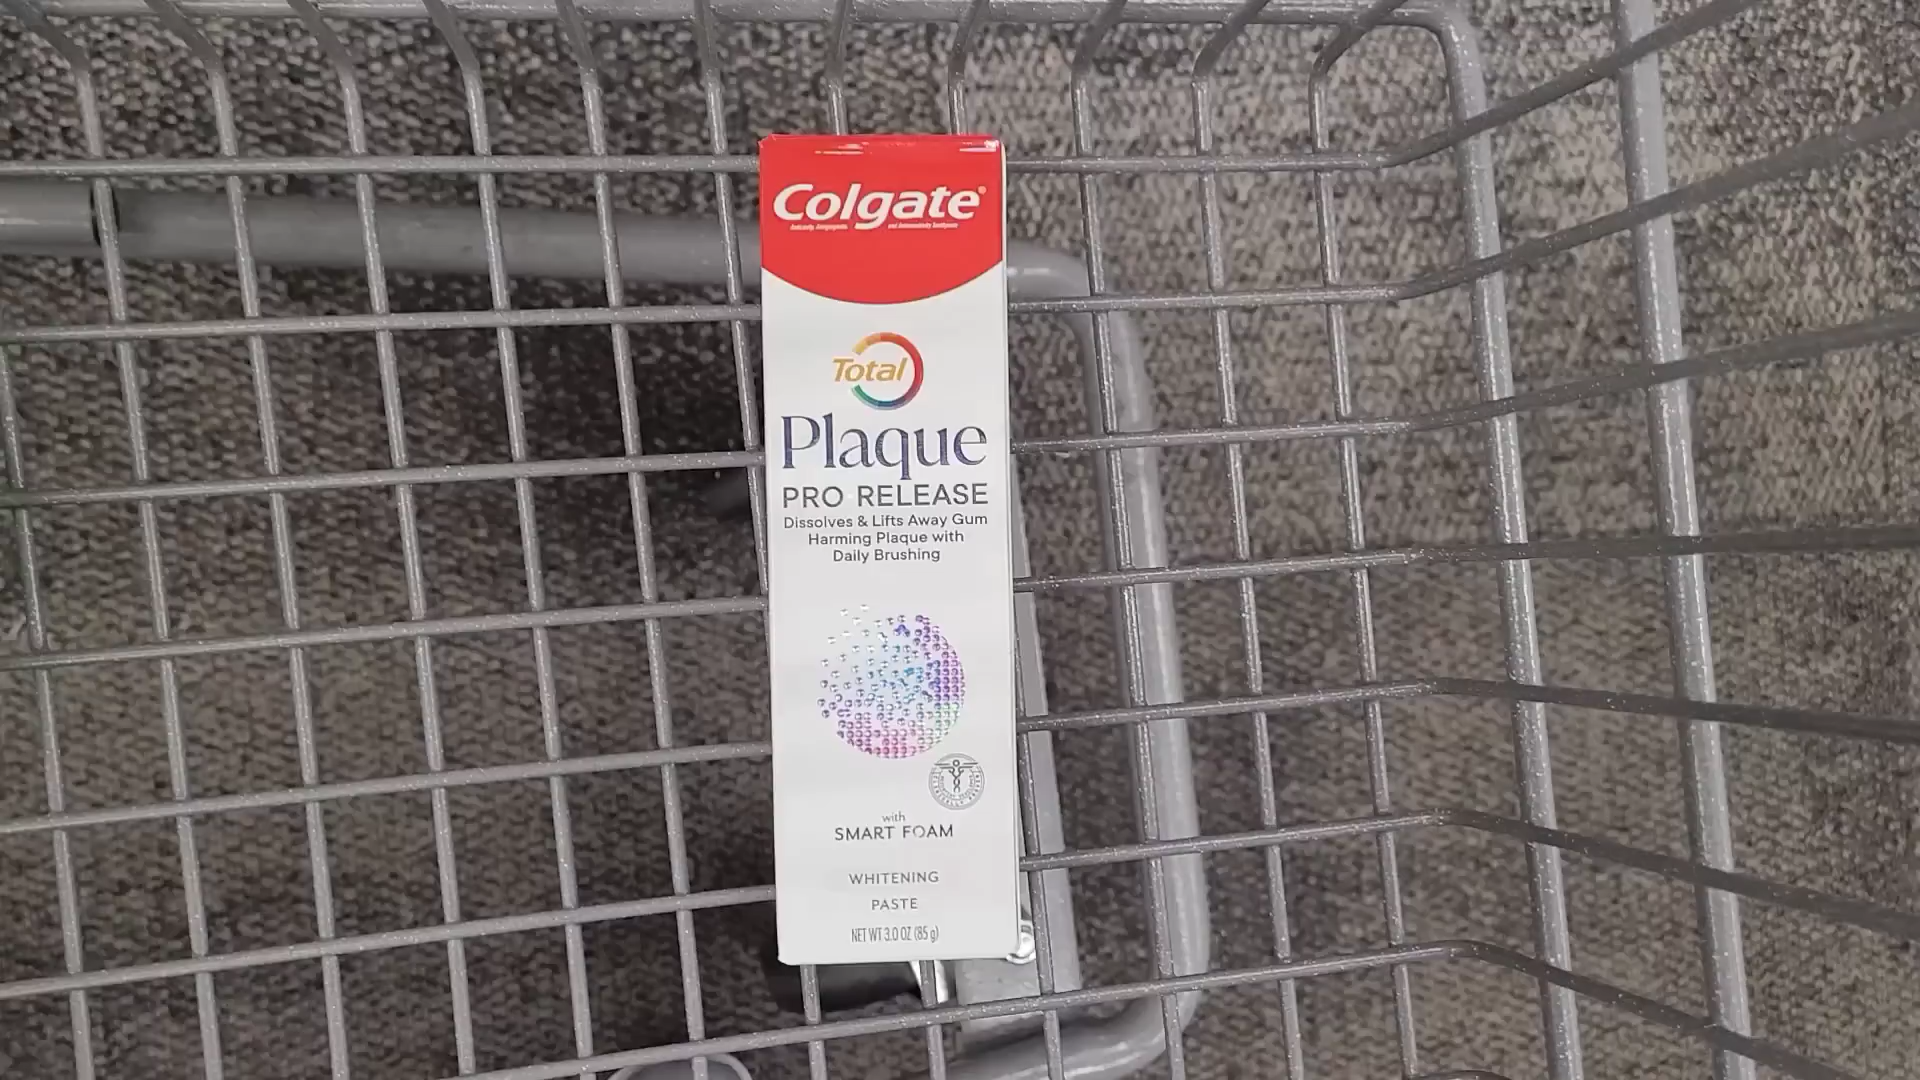 Colgate®
Total
Plaque
PRO RELEASE
Dissolves & Lifts Away Gum
Harming Plaque with
Daily Brushing
with
SMART FOAM
WHITENING
PASTE
NET WT 3.0 OZ (85 g)